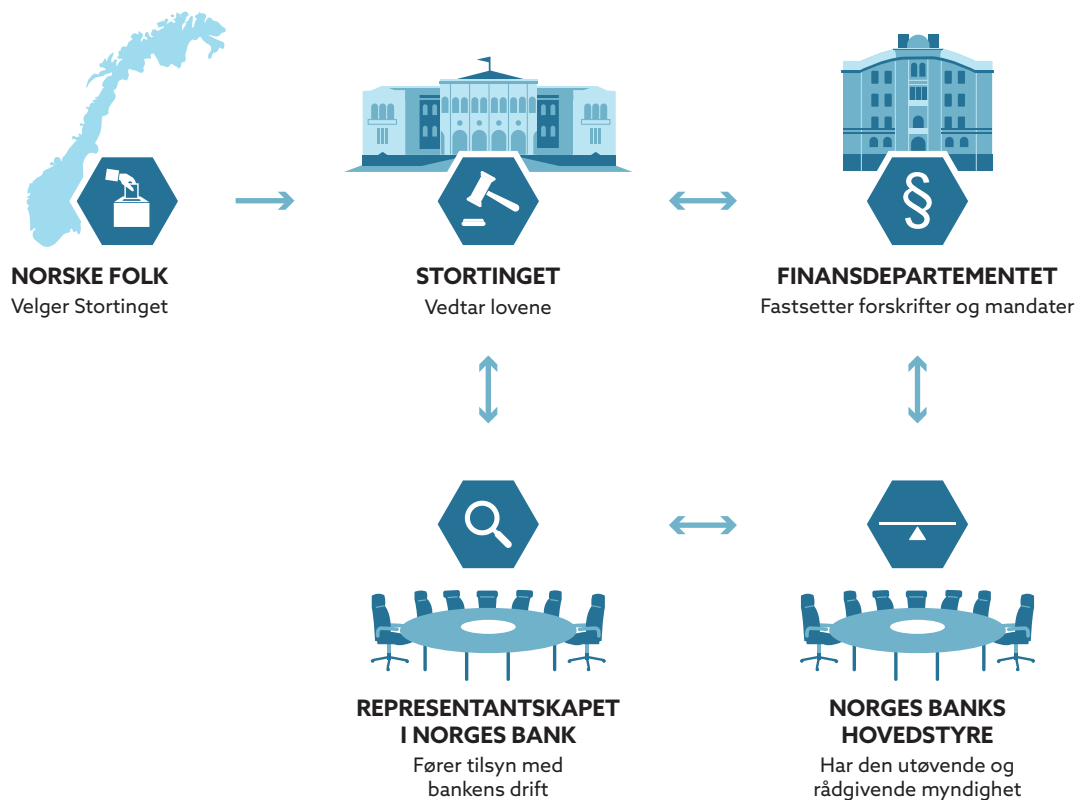 §
NORSKE FOLK
Velger Stortinget
STORTINGET
Vedtar lovene
FINANSDEPARTEMENTET
Fastsetter forskrifter og mandater
REPRESENTANTSKAPET
I NORGES BANK
Fører tilsyn med
bankens drift
NORGES BANKS
HOVEDSTYRE
Har den utøvende og
rådgivende myndighet